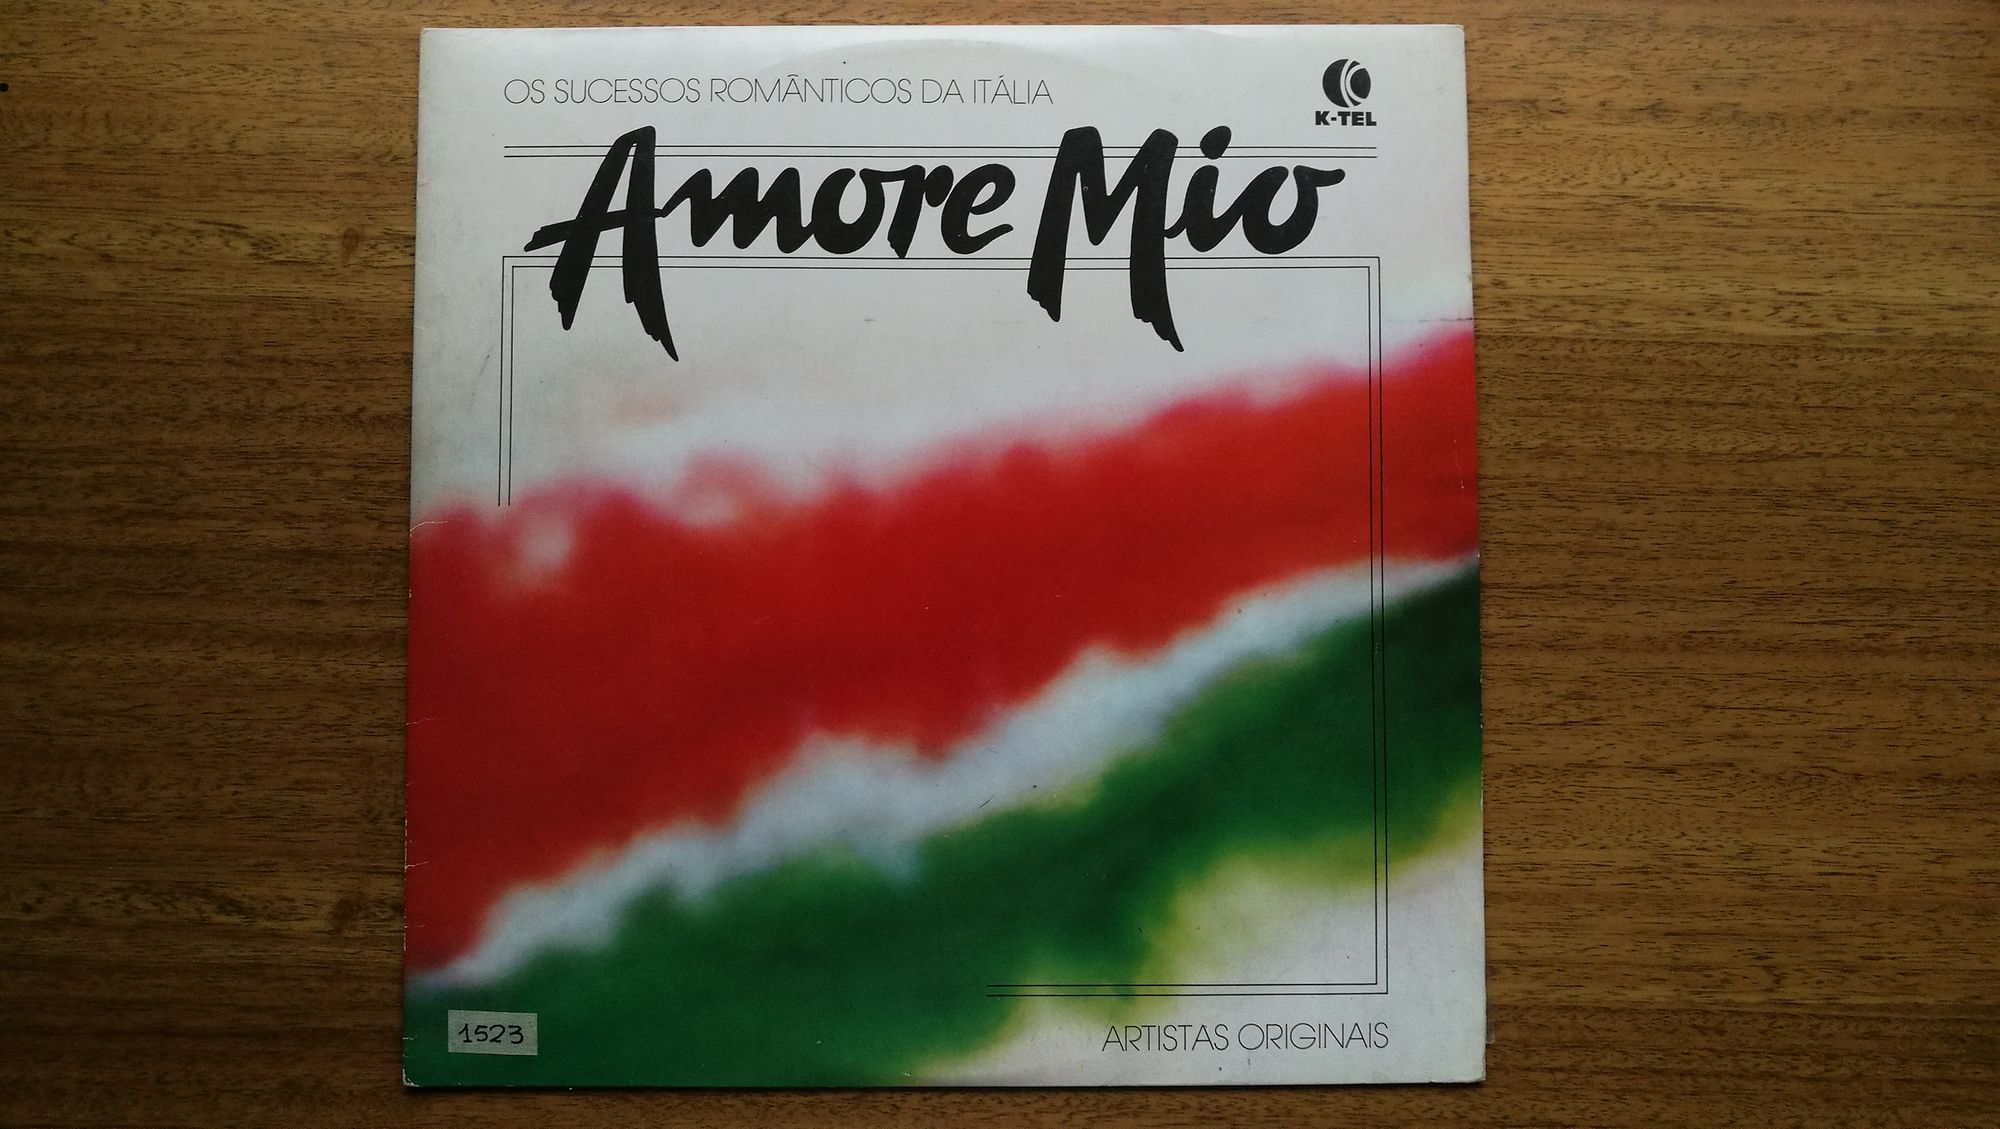 OS SUCESSOS ROMÂNTICOS DA ITÁLIA
K-TEL
Amore Mio
1523
ARTISTAS ORIGINAIS